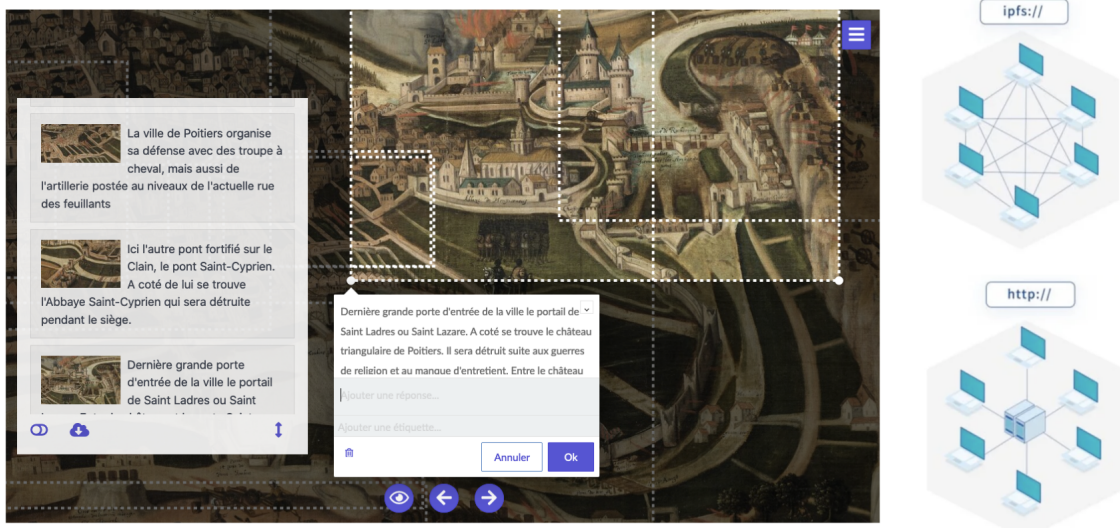 La ville de Poitiers organise
sa défense avec des troupe à
cheval, mais aussi de
l'artillerie postée au niveaux de l'actuelle rue
des feuillants
Ici l'autre pont fortifié sur le
Clain, le pont Saint-Cyprien.
A coté de lui se trouve
l'Abbaye Saint-Cyprien qui sera détruite
pendant le siège.
Dernière grande porte
d'entrée de la ville le portail
de Saint Ladres ou Saint
Dernière grande porte d'entrée de la ville le portail de
Saint Ladres ou Saint Lazare. A coté se trouve le château
triangulaire de Poitiers. Il sera détruit suite aux guerres
de religion et au manque d'entretient. Entre le château
Ajouter une réponse...
Ajouter une étiquette...
Annuler
Ok
ipfs://
http://